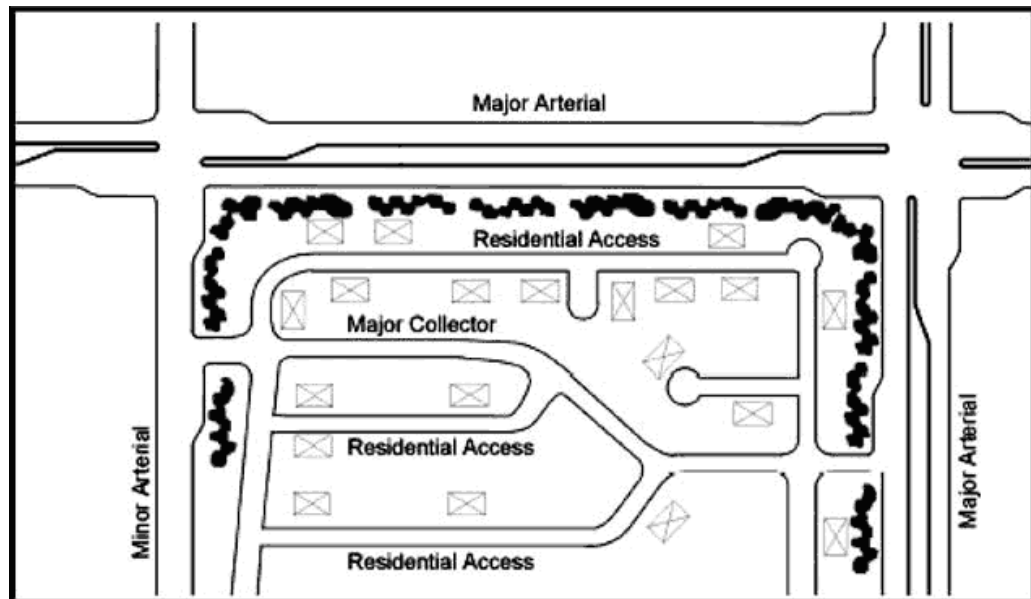 Major Arterial
Residential Access
Major Collector
Residential Access
Residential Access
Minor Arterial
Major Arterial